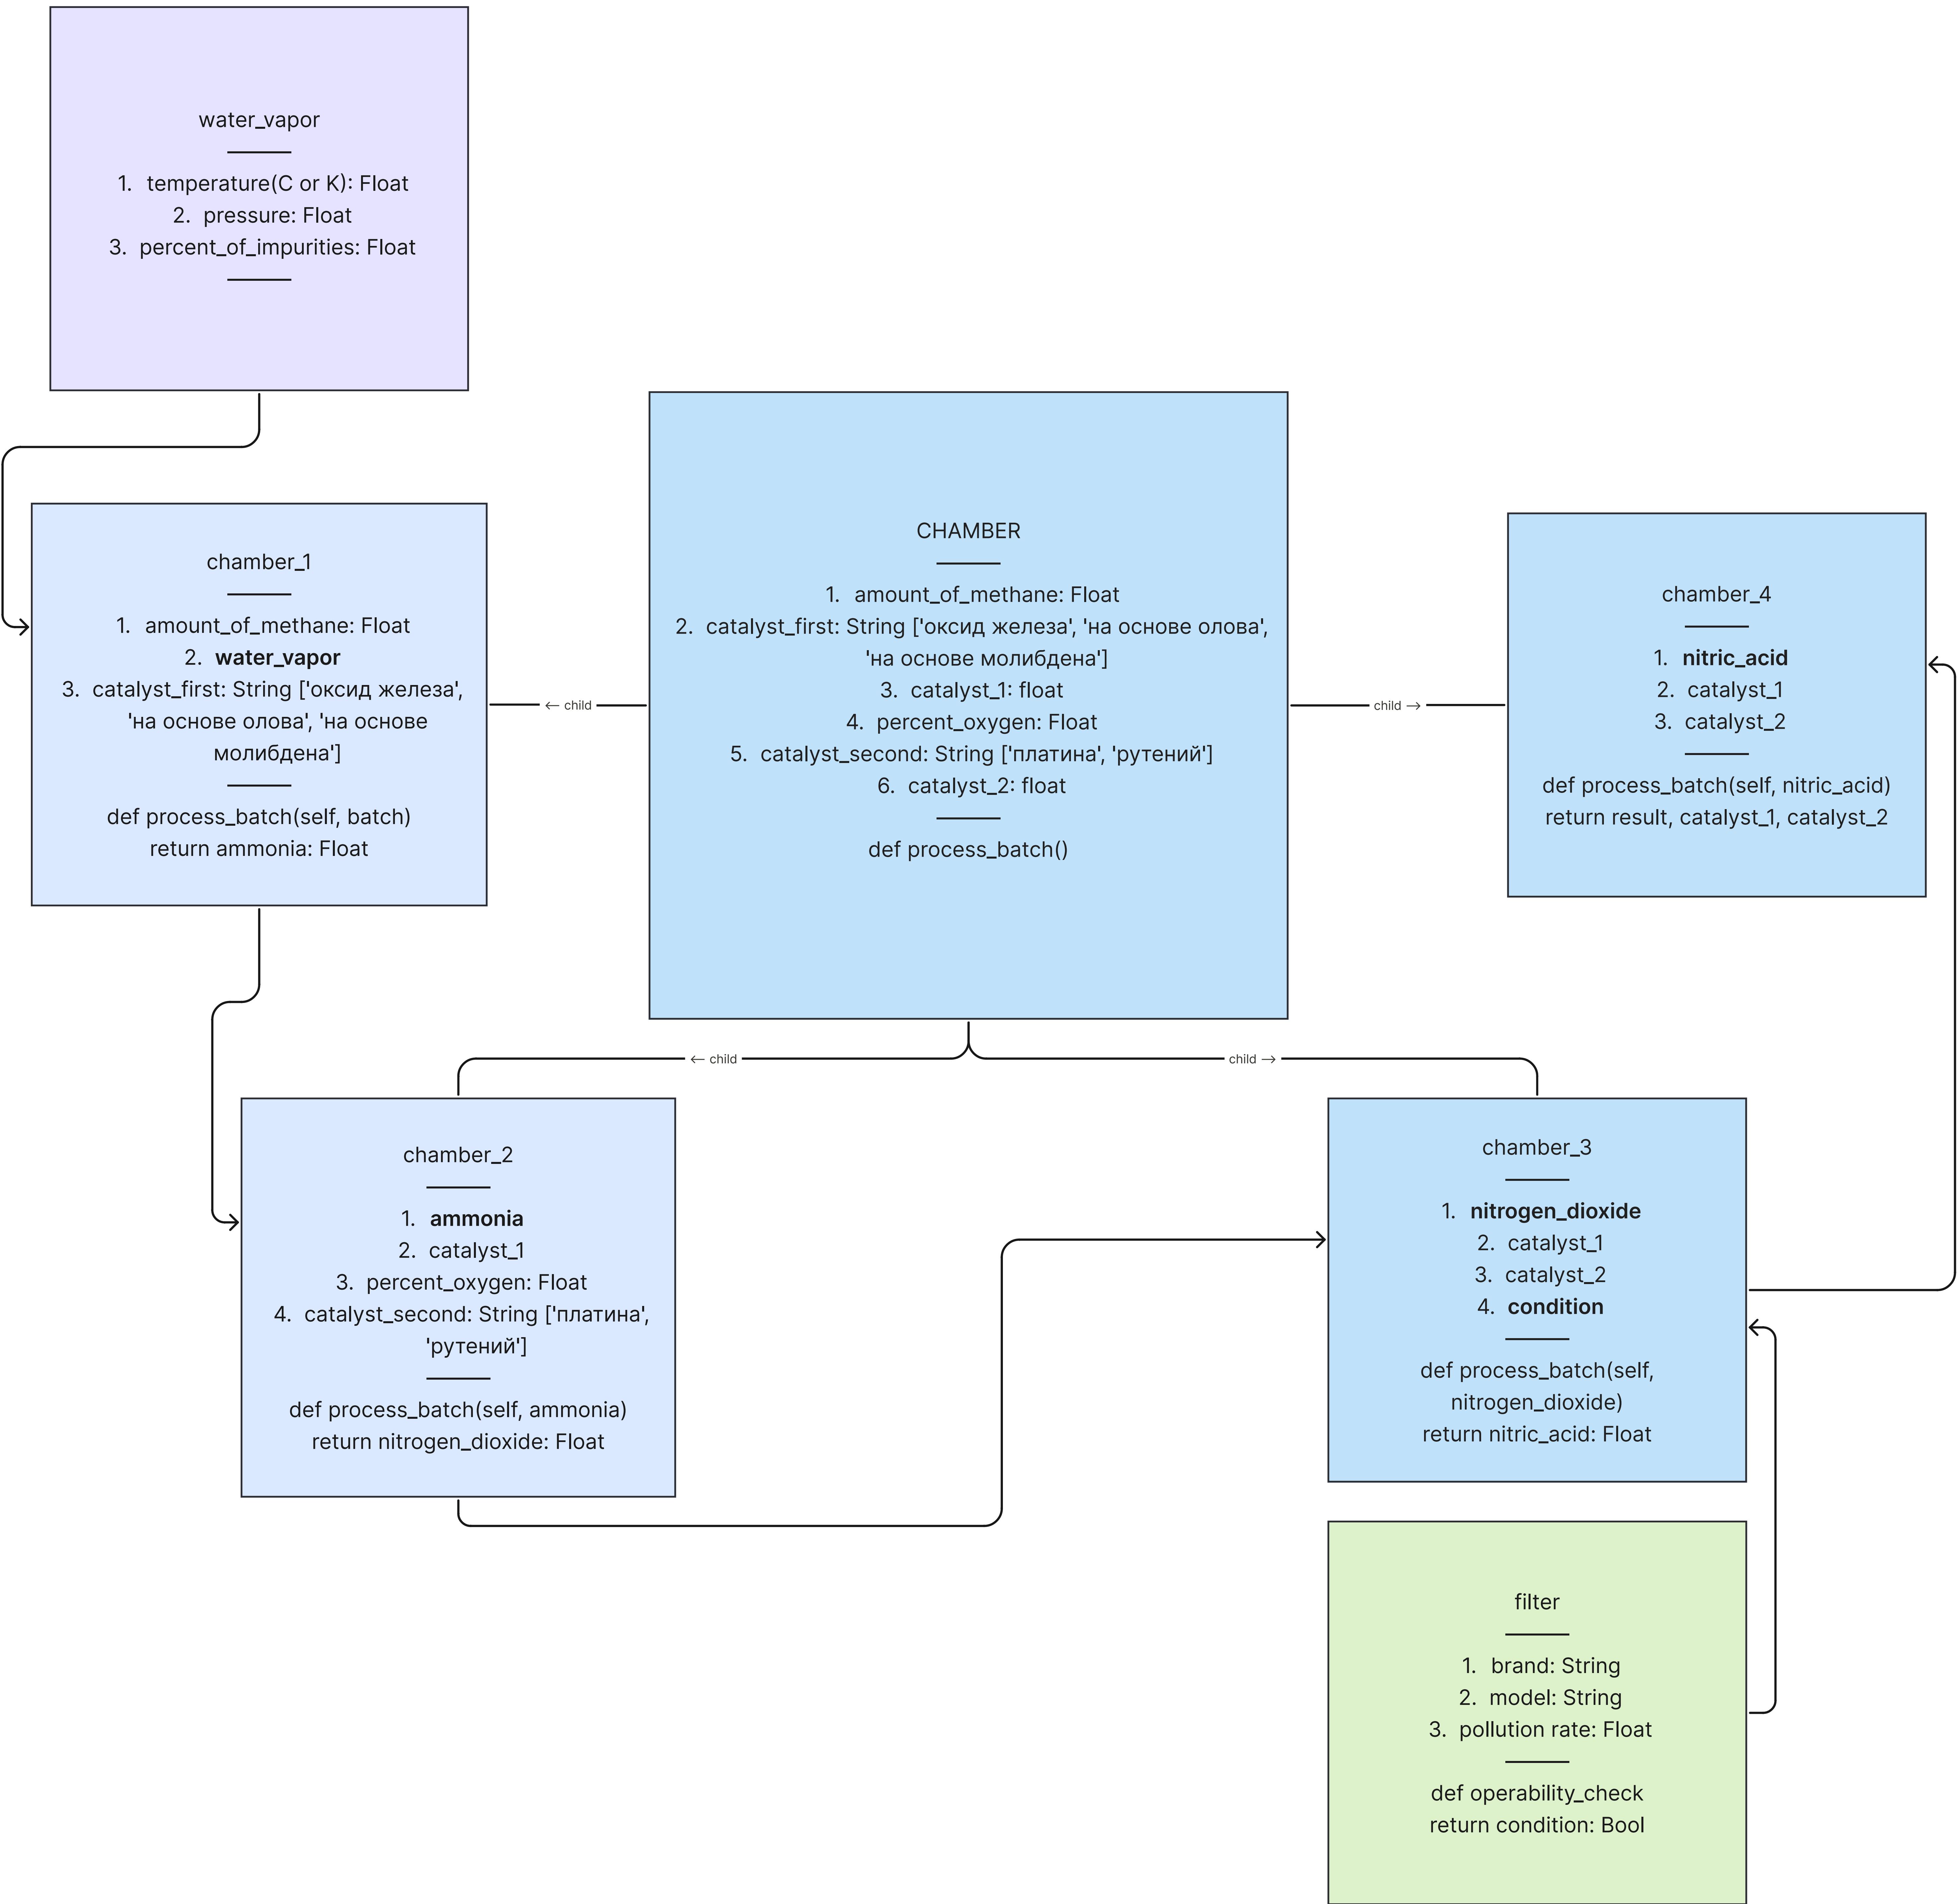 water_vapor
1. temperature(C or K): Float
2. pressure: Float
3. percent_of_impurities: Float
CHAMBER
1. amount_of_methane: Float
2. catalyst_first: String ['оксид железа', 'на основе олова',
'на основе молибдена']
3. catalyst_1: float
4. percent_oxygen: Float
5. catalyst_second: String ['платина', 'рутений']
6. catalyst_2: float
def process_batch()
chamber_1
1. amount_of_methane: Float
2. water_vapor
3. catalyst_first: String ['оксид железа',
'на основе олова', 'на основе
молибдена']
def process_batch(self, batch)
return ammonia: Float
← child
child →
chamber_4
1. nitric_acid
2. catalyst_1
3. catalyst_2
def process_batch(self, nitric_acid)
return result, catalyst_1, catalyst_2
← child
child →
chamber_2
1. ammonia
2. catalyst_1
3. percent_oxygen: Float
4. catalyst_second: String ['платина',
'рутений']
def process_batch(self, ammonia)
return nitrogen_dioxide: Float
chamber_3
1. nitrogen_dioxide
2. catalyst_1
3. catalyst_2
4. condition
def process_batch(self,
nitrogen_dioxide)
return nitric_acid: Float
filter
1. brand: String
2. model: String
3. pollution rate: Float
def operability_check
return condition: Bool